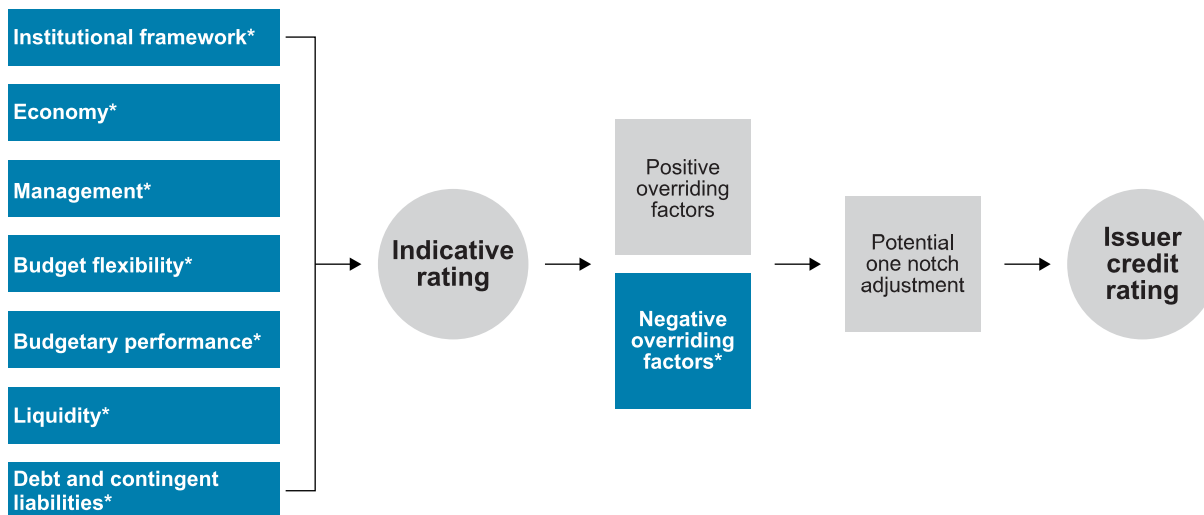 Institutional framework*
Economy*
Management*
Budget flexibility*
Budgetary performance*
Liquidity*
Debt and contingent
liabilities*
Indicative
rating
Positive
overriding
factors
Negative
overriding
factors*
Potential
one notch
adjustment
Issuer
credit
rating